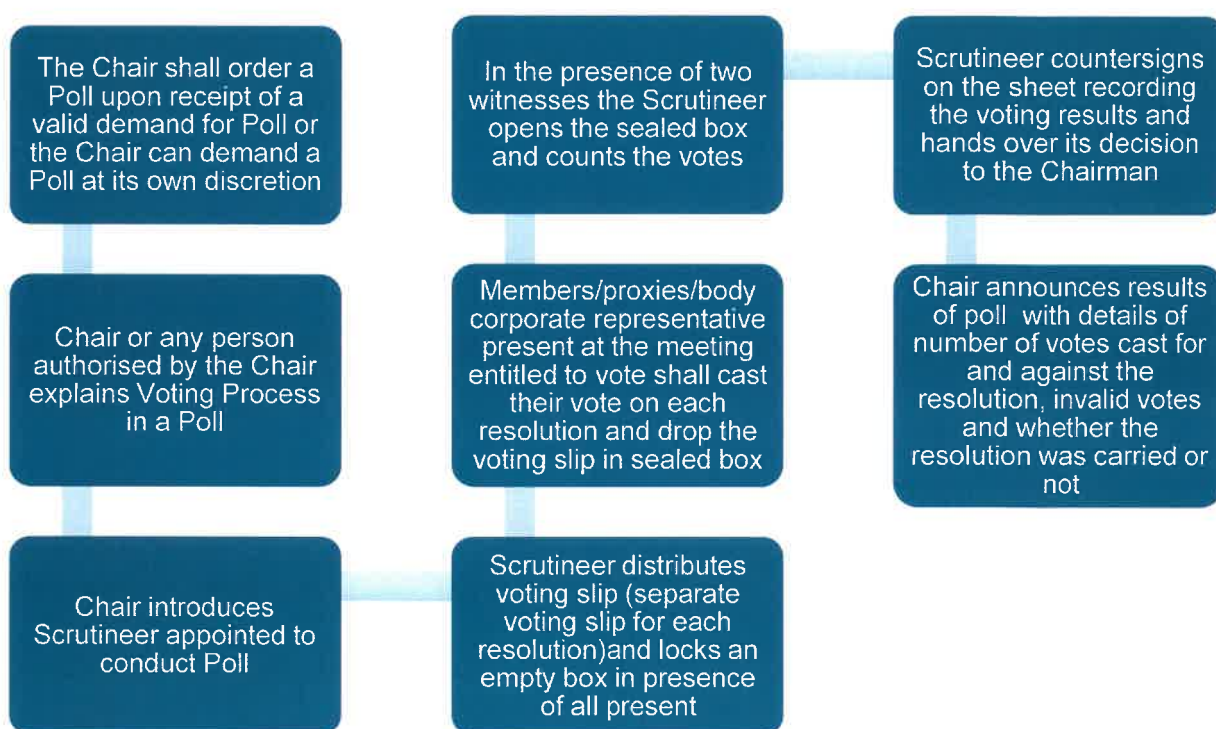 The Chair shall order a
Poll upon receipt of a
valid demand for Poll or
the Chair can demand a
Poll at its own discretion
Chair or any person
authorised by the Chair
explains Voting Process
in a Poll
Chair introduces
Scrutineer appointed to
conduct Poll
Scrutineer distributes
voting slip (separate
voting slip for each
resolution)and locks an
empty box in presence
of all present
Members/proxies/body
corporate representative
present at the meeting
entitled to vote shall cast
their vote on each
resolution and drop the
voting slip in sealed box
In the presence of two
witnesses the Scrutineer
opens the sealed box
and counts the votes
Scrutineer countersigns
on the sheet recording
the voting results and
hands over its decision
to the Chairman
Chair announces results
of poll with details of
number of votes cast for
and against the
resolution, invalid votes
and whether the
resolution was carried or
not